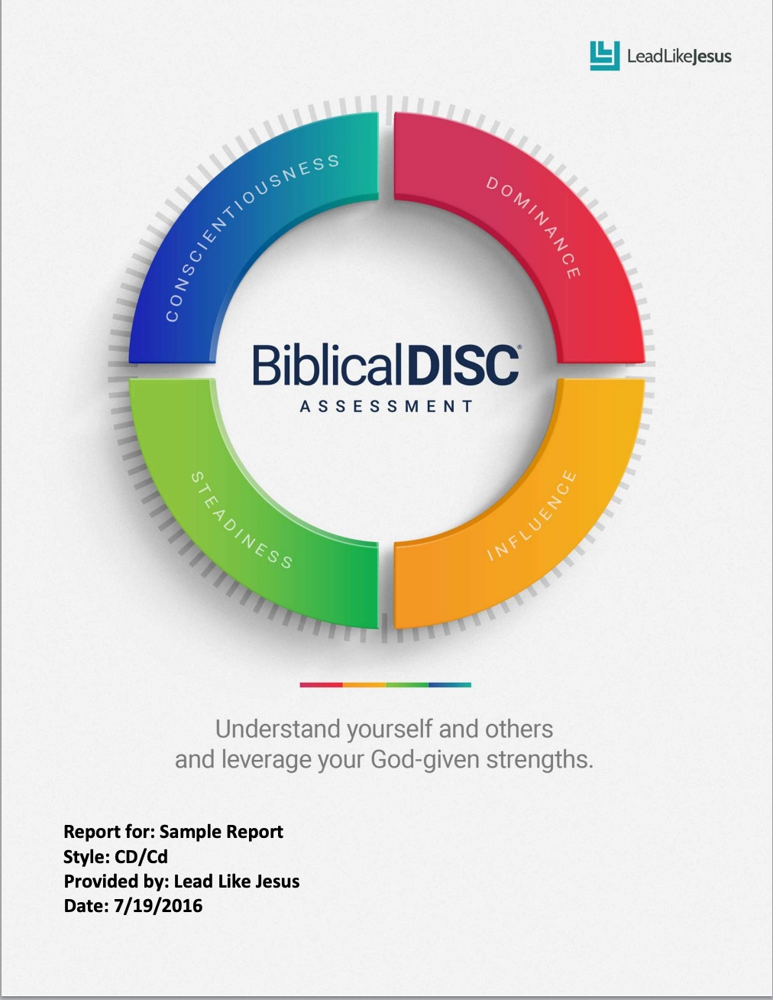 LeadLikeJesus
CONSCIENTIOUSNESS
DOMINANCE
BiblicalDISC®
ASSESSMENT
STEADINESS
INFLUENCE
Understand yourself and others
and leverage your God-given strengths.
Report for: Sample Report
Style: CD/Cd
Provided by: Lead Like Jesus
Date: 7/19/2016